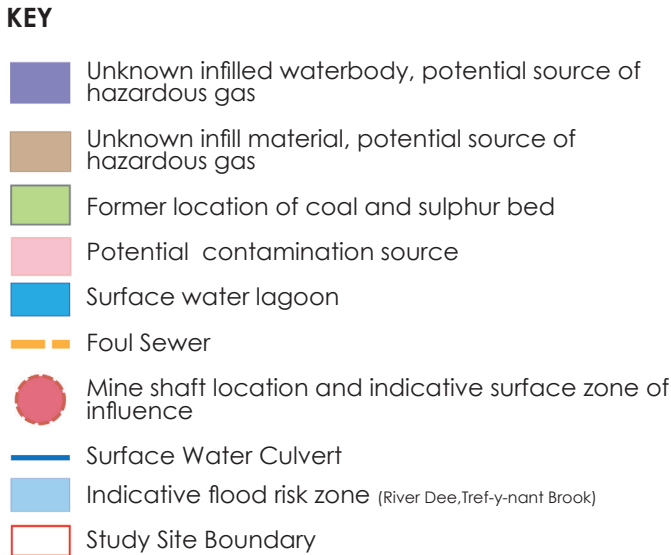 KEY
Unknown infilled waterbody, potential source of
hazardous gas
Unknown infill material, potential source of
hazardous gas
Former location of coal and sulphur bed
Potential contamination source
Surface water lagoon
Foul Sewer
Mine shaft location and indicative surface zone of
influence
Surface Water Culvert
Indicative flood risk zone (River Dee,Tref-y-nant Brook)
Study Site Boundary